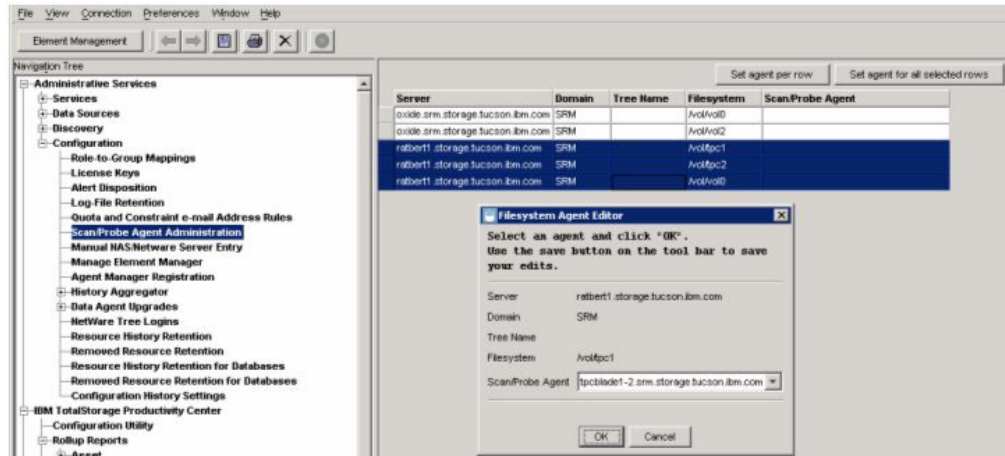 File View Connection Preferences Window Help
Element Management
Navigation Tree
Administrative Services
Services
Data Sources
Discovery
Configuration
Role-to-Group Mappings
License Keys
Alert Disposition
Log-File Retention
Quota and Constraint e-mail Address Rules
Scan/Probe Agent Administration
Manual NAS/Netware Server Entry
Manage Element Manager
Agent Manager Registration
History Aggregator
Data Agent Upgrades
NetWare Tree Logins
Resource History Retention
Removed Resource Retention
Resource History Retention for Databases
Removed Resource Retention for Databases
Configuration History Settings
IBM TotalStorage Productivity Center
Configuration Utility
Rollup Reports
Asset
Set agent per row Set agent for all selected rows
Server Domain Tree Name Filesystem Scan/Probe Agent
oxide.srm.storage.tucson.ibm.com SRM /vol/vol0
oxide.srm.storage.tucson.ibm.com SRM /vol/vol2
ratbert1.storage.tucson.ibm.com SRM /vol/tpc1
ratbert1.storage.tucson.ibm.com SRM /vol/tpc2
ratbert1.storage.tucson.ibm.com SRM /vol/vol0
Filesystem Agent Editor
Select an agent and click "OK".
Use the save button on the tool bar to save
your edits.
Server ratbert1.storage.tucson.ibm.com
Domain SRM
Tree Name
Filesystem /vol/tpc1
Scan/Probe Agent tpcblade1-2.srm.storage.tucson.ibm.com
OK Cancel